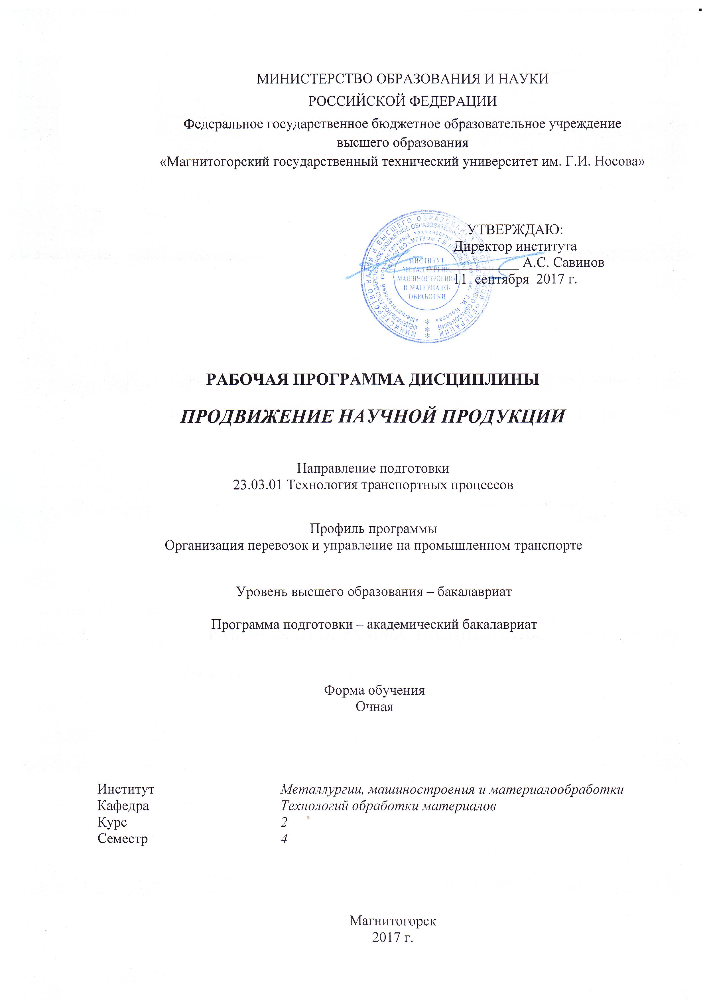 МИНИСТЕРСТВО ОБРАЗОВАНИЯ И НАУКИ
РОССИЙСКОЙ ФЕДЕРАЦИИ
Федеральное государственное бюджетное образовательное учреждение
высшего образования
«Магнитогорский государственный технический университет им. Г.И. Носова»
УТВЕРЖДАЮ:
Директор института
А.С. Савинов
11 сентября 2017 г.
МИНИСТЕРСТВО НАУКИ И ВЫСШЕГО ОБРАЗОВАНИЯ РОССИЙСКОЙ ФЕДЕРАЦИИ
ФЕДЕРАЛЬНОЕ ГОСУДАРСТВЕННОЕ БЮДЖЕТНОЕ ОБРАЗОВАТЕЛЬНОЕ УЧРЕЖДЕНИЕ ВЫСШЕГО ОБРАЗОВАНИЯ
«Магнитогорский государственный технический университет им. Г.И. Носова»
(ФГБОУ ВО «МГТУ им. Г.И. НОСОВА»)
ИНСТИТУТ
МЕТАЛЛУРГИИ,
МАШИНОСТРОЕНИЯ
И МАТЕРИАЛО-
ОБРАБОТКИ
РАБОЧАЯ ПРОГРАММА ДИСЦИПЛИНЫ
ПРОДВИЖЕНИЕ НАУЧНОЙ ПРОДУКЦИИ
Направление подготовки
23.03.01 Технология транспортных процессов
Профиль программы
Организация перевозок и управление на промышленном транспорте
Уровень высшего образования – бакалавриат
Программа подготовки – академический бакалавриат
Форма обучения
Очная
Институт Металлургии, машиностроения и материалообработки
Кафедра Технологий обработки материалов
Курс 2
Семестр 4
Магнитогорск
2017 г.